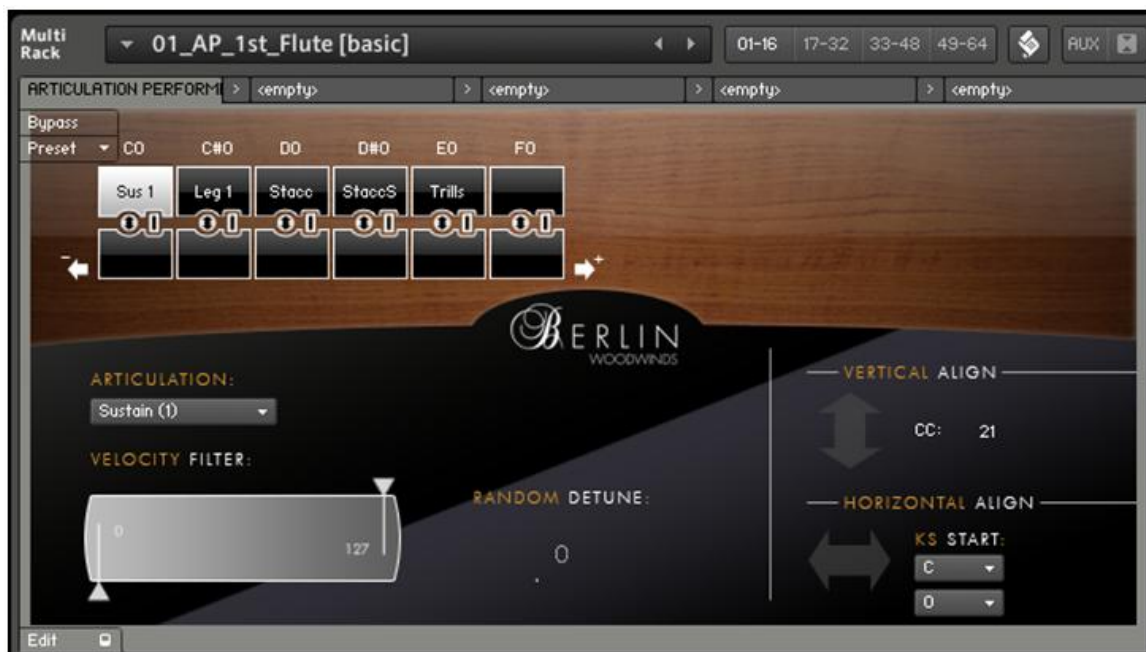 Multi Rack
01_AP_1st_Flute [basic]
01-16 17-32 33-48 49-64 AUX
ARTICULATION PERFORM > <empty> > <empty> > <empty> > <empty>
Bypass
Preset C0 C#0 D0 D#0 E0 F0
Sus 1 Leg 1 Stacc StaccS Trills
- +
BERLIN
WOODWINDS
ARTICULATION:
Sustain (1)
VELOCITY FILTER:
0
127
RANDOM DETUNE:
0
VERTICAL ALIGN
CC: 21
HORIZONTAL ALIGN
KS START:
C
0
Edit